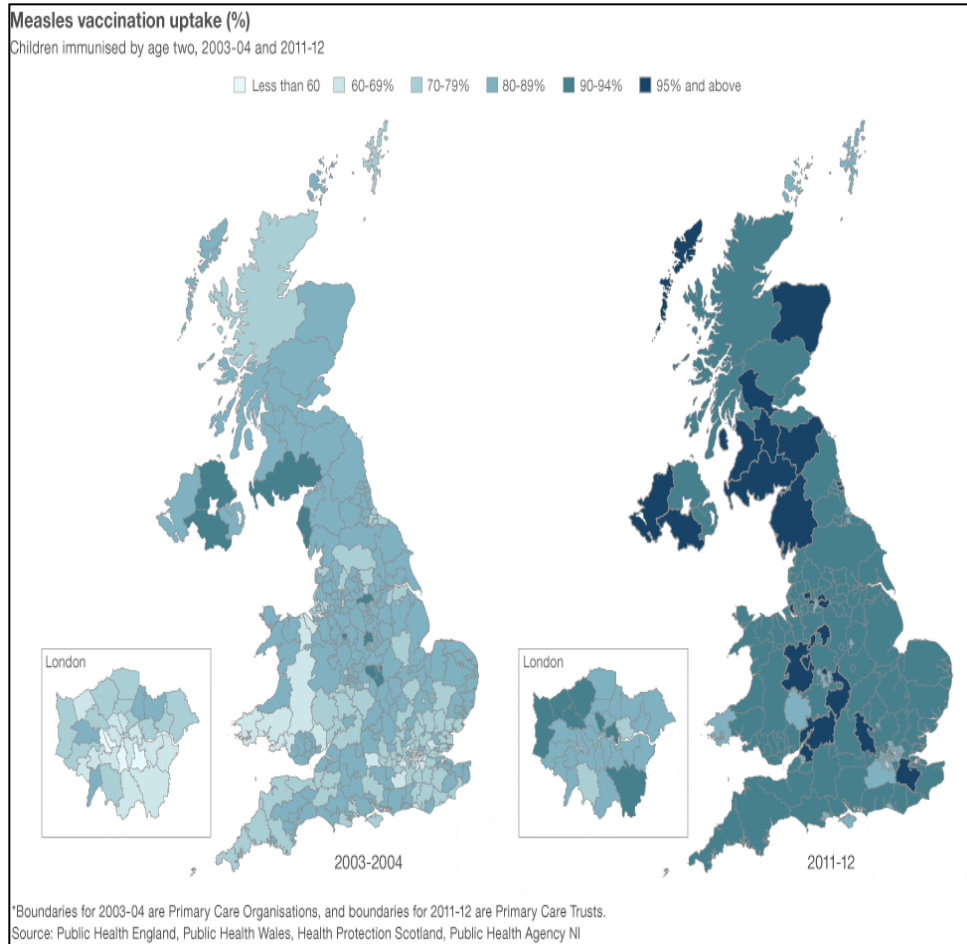 Measles vaccination uptake (%)
Children immunised by age two, 2003-04 and 2011-12
Less than 60 60-69% 70-79% 80-89% 90-94% 95% and above
London
London
2003-2004
2011-12
*Boundaries for 2003-04 are Primary Care Organisations, and boundaries for 2011-12 are Primary Care Trusts.
Source: Public Health England, Public Health Wales, Health Protection Scotland, Public Health Agency NI